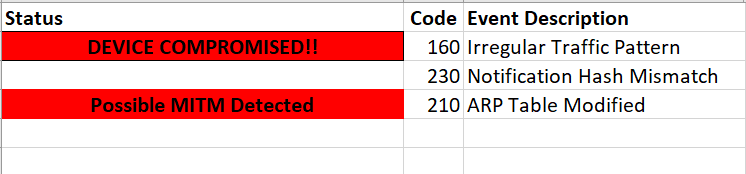 Status Code Event Description
DEVICE COMPROMISED!! 160 Irregular Traffic Pattern
230 Notification Hash Mismatch
Possible MITM Detected 210 ARP Table Modified